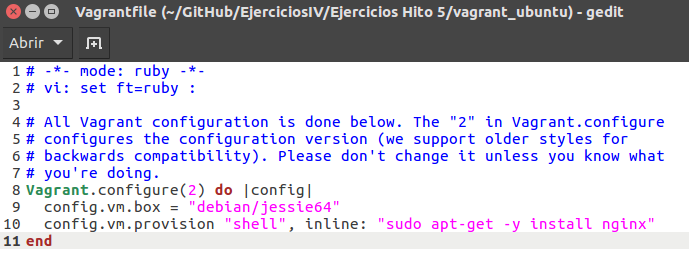 Vagrantfile (~/GitHub/EjerciciosIV/Ejercicios Hito 5/vagrant_ubuntu) - gedit
Abrir
1 # -*- mode: ruby -*-
2 # vi: set ft=ruby :
3
4 # All Vagrant configuration is done below. The "2" in Vagrant.configure
5 # configures the configuration version (we support older styles for
6 # backwards compatibility). Please don't change it unless you know what
7 # you're doing.
8 Vagrant.configure(2) do |config|
9   config.vm.box = "debian/jessie64"
10   config.vm.provision "shell", inline: "sudo apt-get -y install nginx"
11 end